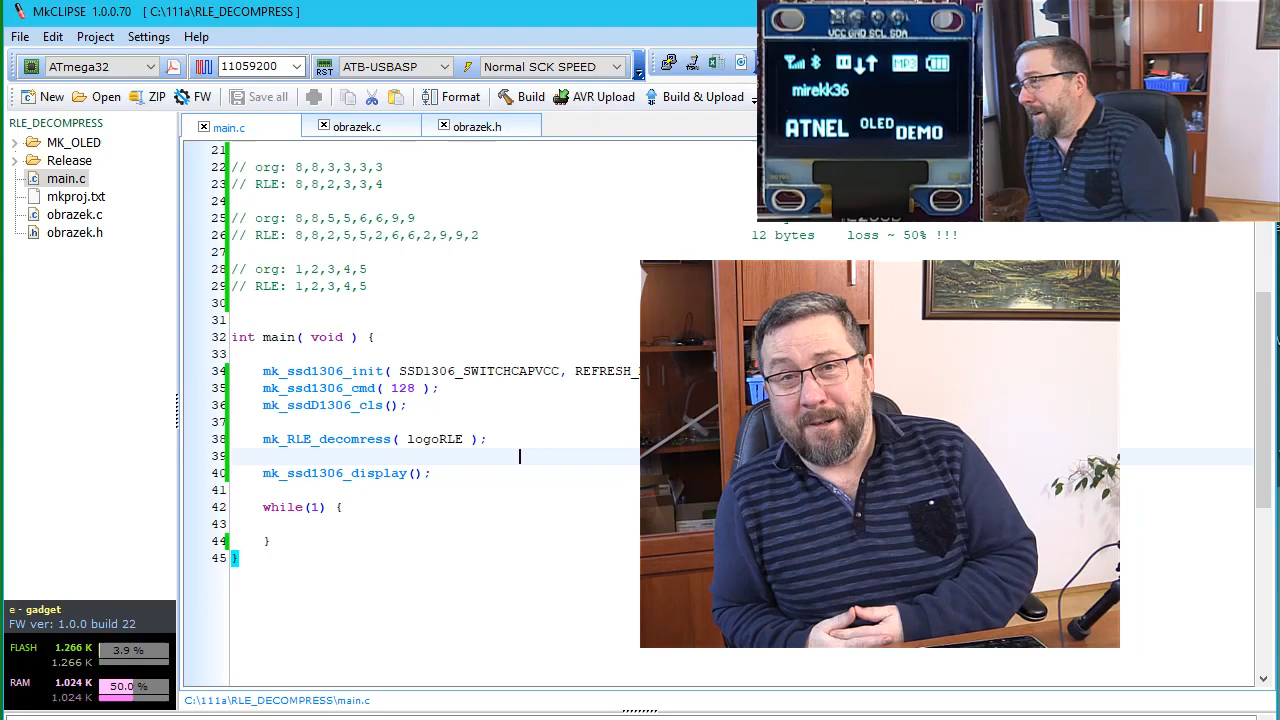 MkCLIPSE 1.0.0.70 [ C:\111a\RLE_DECOMPRESS ]
File Edit Project Settings Help
ATmega32 11059200 RST ATB-USBASP Normal SCK SPEED
New Open ZIP FW Save all Build AVR Upload Build & Upload
RLE_DECOMPRESS
MK_OLED
Release
main.c
mkproj.txt
obrazek.c
obrazek.h
main.c obrazek.c obrazek.h
21
22 // org: 8,8,3,3,3,3
23 // RLE: 8,8,2,3,3,4
24
25 // org: 8,8,5,5,6,6,9,9
26 // RLE: 8,8,2,5,5,2,6,6,2,9,9,2 12 bytes loss ~ 50% !!!
27
28 // org: 1,2,3,4,5
29 // RLE: 1,2,3,4,5
30
31
32 int main( void ) {
33
34 mk_ssd1306_init( SSD1306_SWITCHCAPVCC, REFRESH_
35 mk_ssd1306_cmd( 128 );
36 mk_ssdD1306_cls();
37
38 mk_RLE_decomress( logoRLE );
39
40 mk_ssd1306_display();
41
42 while(1) {
43
44 }
45 }
e - gadget
FW ver: 1.0.0 build 22
FLASH 1.266 K 3.9 %
1.266 K
RAM 1.024 K 50.0 %
1.024 K
C:\111a\RLE_DECOMPRESS\main.c
VCC GND SCL SDA
MP3
mirekk36
ATNEL OLED DEMO